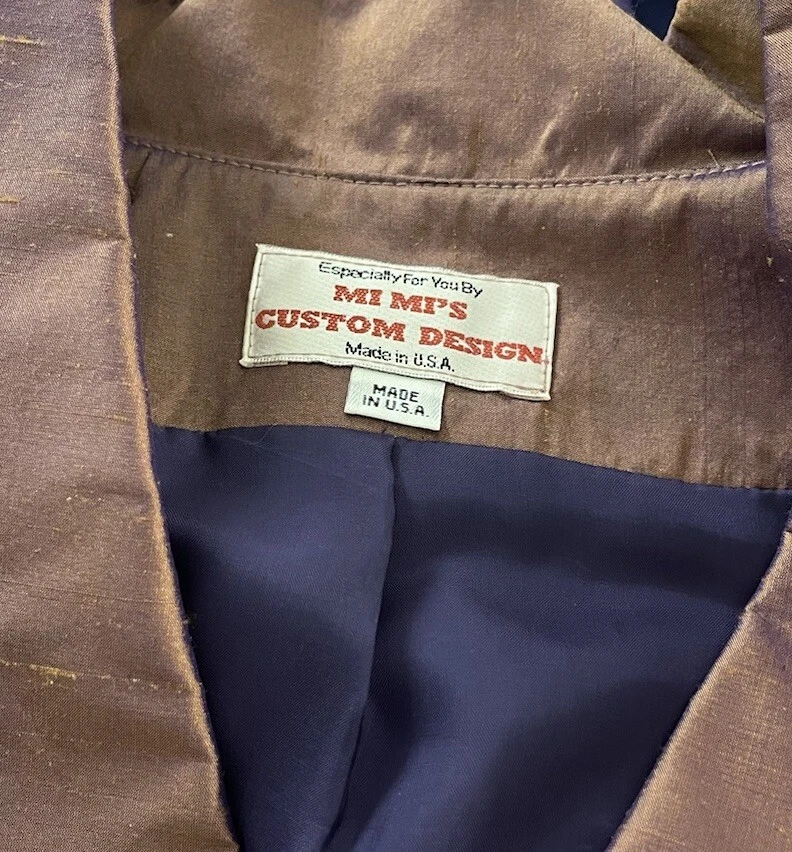 Especially For You By
MI MI'S
CUSTOM DESIGN
Made in U.S.A.
MADE
IN U.S.A.